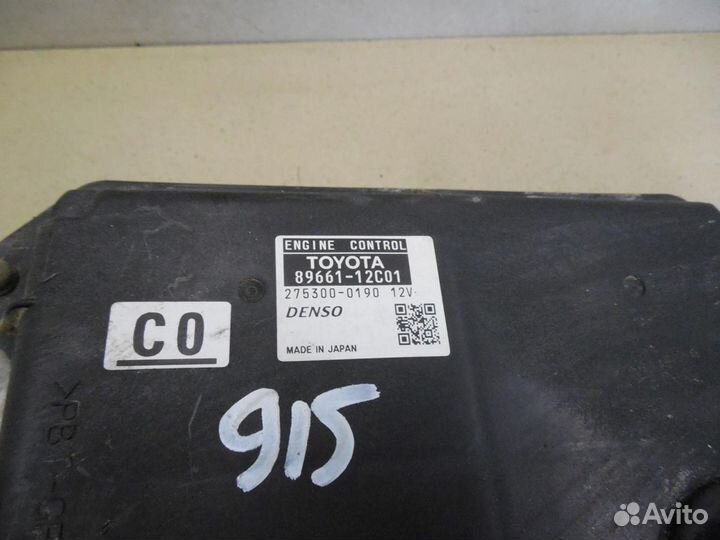 ENGINE CONTROL
TOYOTA
89661-12C01
275300-0190 12V
DENSO
MADE IN JAPAN
C0
915
Avito